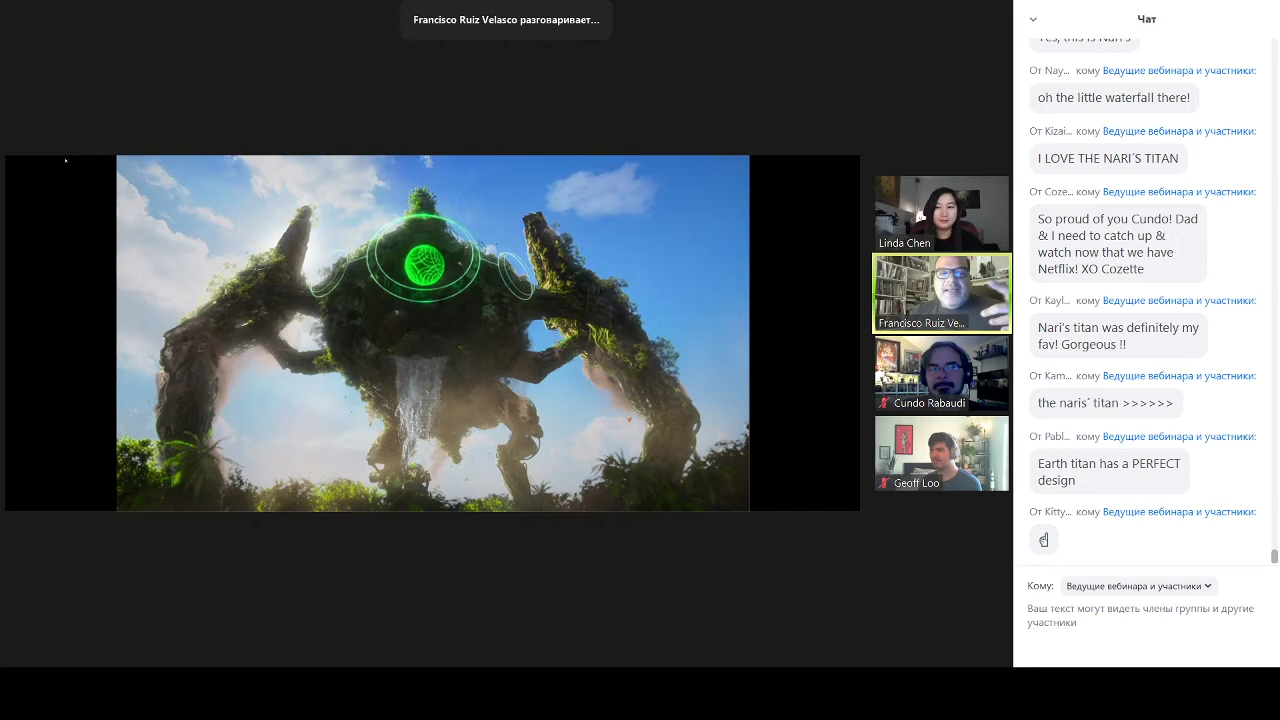 Francisco Ruiz Velasco разговаривает...
Linda Chen
Francisco Ruiz Ve...
Cundo Rabaudi
Geoff Loo
Чат
Yes, this is Nari's
От Nay... кому Ведущие вебинара и участники:
oh the little waterfall there!
От Kizai... кому Ведущие вебинара и участники:
I LOVE THE NARI´S TITAN
От Coze... кому Ведущие вебинара и участники:
So proud of you Cundo! Dad
& I need to catch up &
watch now that we have
Netflix! XO Cozette
От Kayl... кому Ведущие вебинара и участники:
Nari's titan was definitely my
fav! Gorgeous !!
От Kam... кому Ведущие вебинара и участники:
the naris´ titan >>>>>>
От Pabl... кому Ведущие вебинара и участники:
Earth titan has a PERFECT
design
От Kitty... кому Ведущие вебинара и участники:
Кому: Ведущие вебинара и участники
Ваш текст могут видеть члены группы и другие
участники